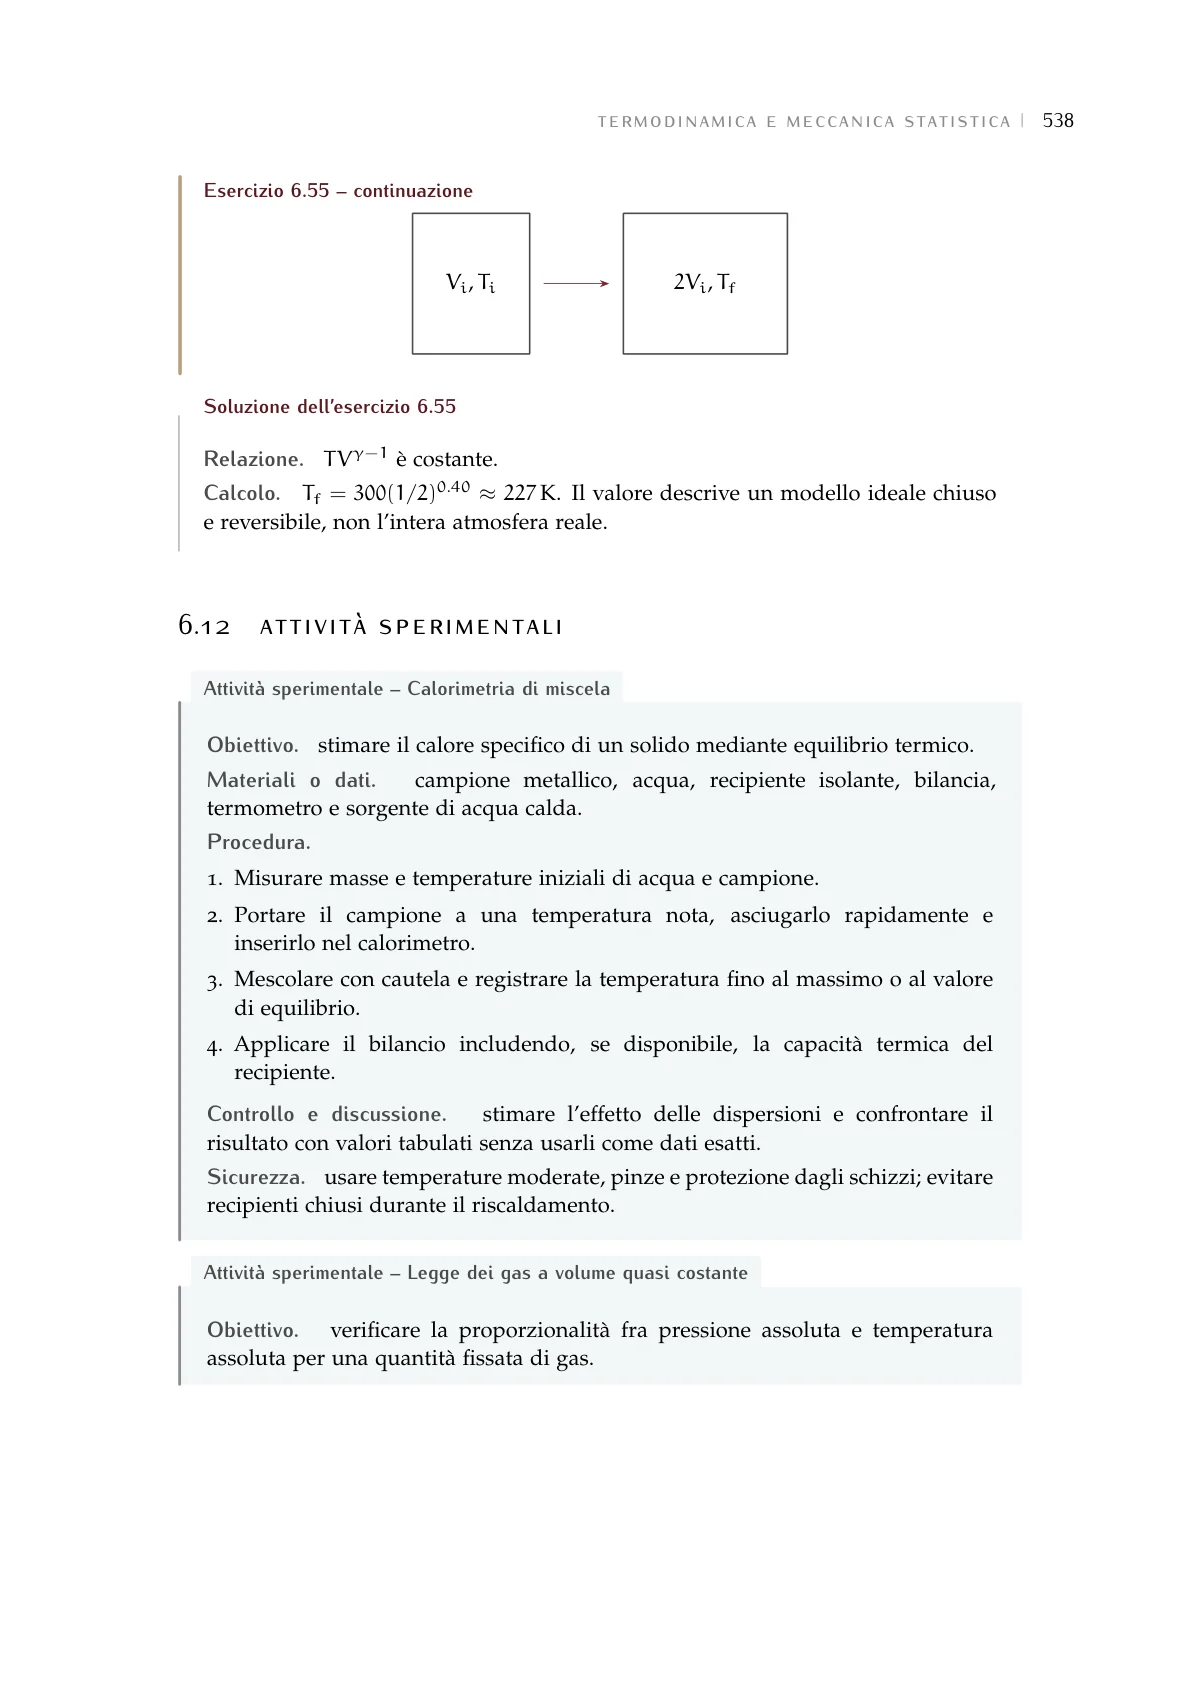 TERMODINAMICA E MECCANICA STATISTICA | 538
Esercizio 6.55 – continuazione
Vᵢ, Tᵢ
2Vᵢ, T_f
Soluzione dell'esercizio 6.55
Relazione. TV^γ−1 è costante.
Calcolo. T_f = 300(1/2)^0.40 ≈ 227 K. Il valore descrive un modello ideale chiuso
e reversibile, non l'intera atmosfera reale.
6.12 ATTIVITÀ SPERIMENTALI
Attività sperimentale – Calorimetria di miscela
Obiettivo. stimare il calore specifico di un solido mediante equilibrio termico.
Materiali o dati. campione metallico, acqua, recipiente isolante, bilancia,
termometro e sorgente di acqua calda.
Procedura.
1. Misurare masse e temperature iniziali di acqua e campione.
2. Portare il campione a una temperatura nota, asciugarlo rapidamente e
inserirlo nel calorimetro.
3. Mescolare con cautela e registrare la temperatura fino al massimo o al valore
di equilibrio.
4. Applicare il bilancio includendo, se disponibile, la capacità termica del
recipiente.
Controllo e discussione. stimare l'effetto delle dispersioni e confrontare il
risultato con valori tabulati senza usarli come dati esatti.
Sicurezza. usare temperature moderate, pinze e protezione dagli schizzi; evitare
recipienti chiusi durante il riscaldamento.
Attività sperimentale – Legge dei gas a volume quasi costante
Obiettivo. verificare la proporzionalità fra pressione assoluta e temperatura
assoluta per una quantità fissata di gas.